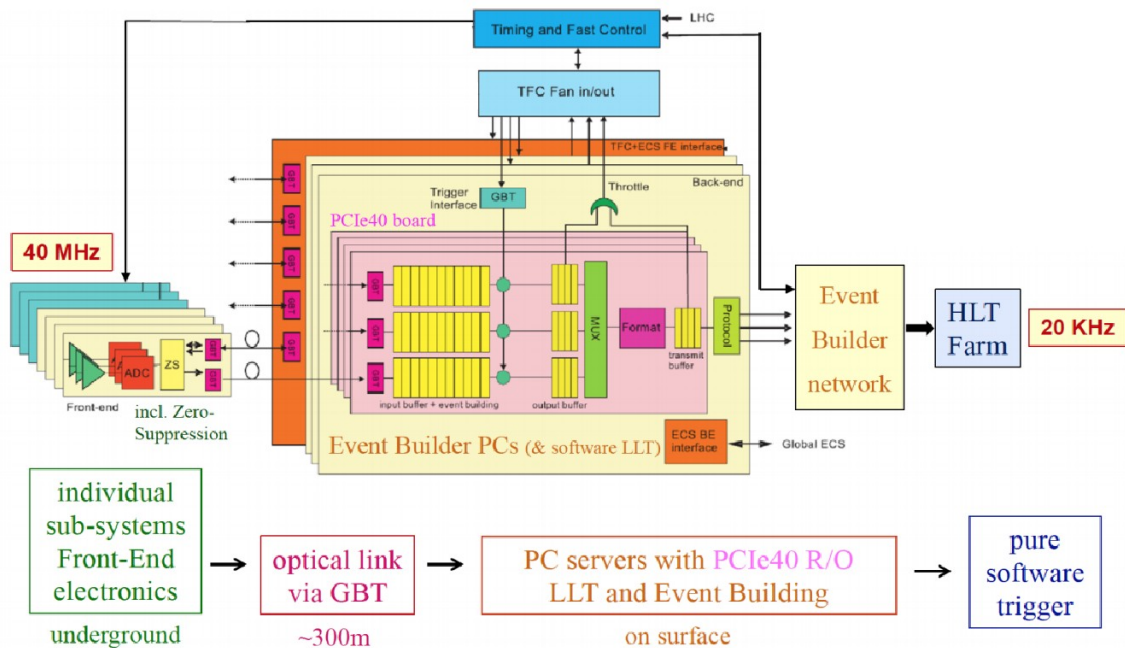 Timing and Fast Control
LHC
TFC Fan in/out
TFC+ECS FE interface
Back-end
Throttle
Trigger
Interface
GBT
PCIe40 board
GBT
GBT
GBT
GBT
GBT
40 MHz
GBT
GBT
GBT
MUX
Format
transmit
buffer
Protocol
input buffer + event building
output buffer
Event
Builder
network
HLT
Farm
20 KHz
ADC
ZS
GBT
GBT
Front-end
incl. Zero-
Suppression
Event Builder PCs (& software LLT)
ECS BE
interface
Global ECS
individual
sub-systems
Front-End
electronics
underground
optical link
via GBT
~300m
PC servers with PCIe40 R/O
LLT and Event Building
on surface
pure
software
trigger